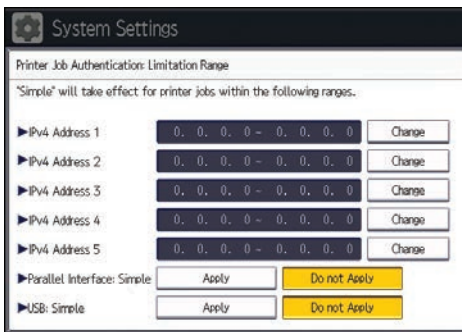 System Settings
Printer Job Authentication: Limitation Range
"Simple" will take effect for printer jobs within the following ranges.
►IPv4 Address 1 0. 0. 0. 0 – 0. 0. 0. 0 Change
►IPv4 Address 2 0. 0. 0. 0 – 0. 0. 0. 0 Change
►IPv4 Address 3 0. 0. 0. 0 – 0. 0. 0. 0 Change
►IPv4 Address 4 0. 0. 0. 0 – 0. 0. 0. 0 Change
►IPv4 Address 5 0. 0. 0. 0 – 0. 0. 0. 0 Change
►Parallel Interface: Simple Apply Do not Apply
►USB: Simple Apply Do not Apply